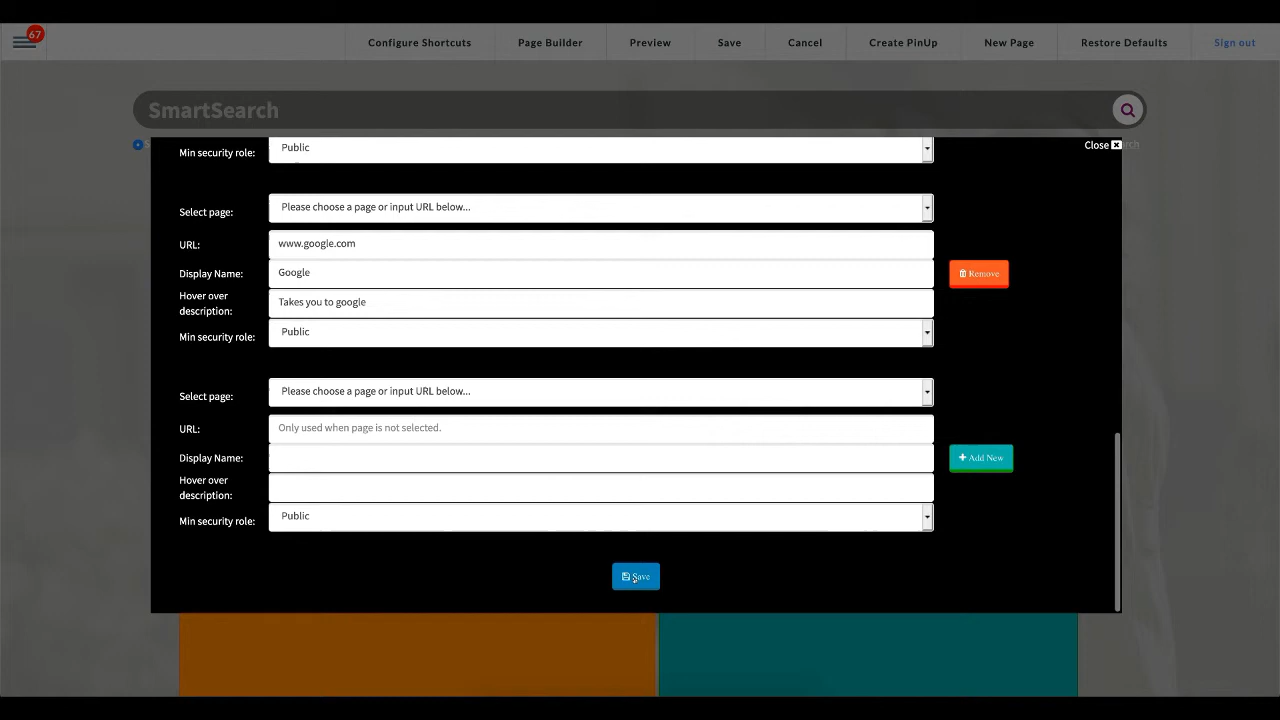 67
Configure Shortcuts Page Builder Preview Save Cancel Create PinUp New Page Restore Defaults Sign out
SmartSearch
Close
Min security role: Public
Select page: Please choose a page or input URL below...
URL: www.google.com
Display Name: Google
Remove
Hover over description: Takes you to google
Min security role: Public
Select page: Please choose a page or input URL below...
URL: Only used when page is not selected.
Display Name:
Add New
Hover over description:
Min security role: Public
Save